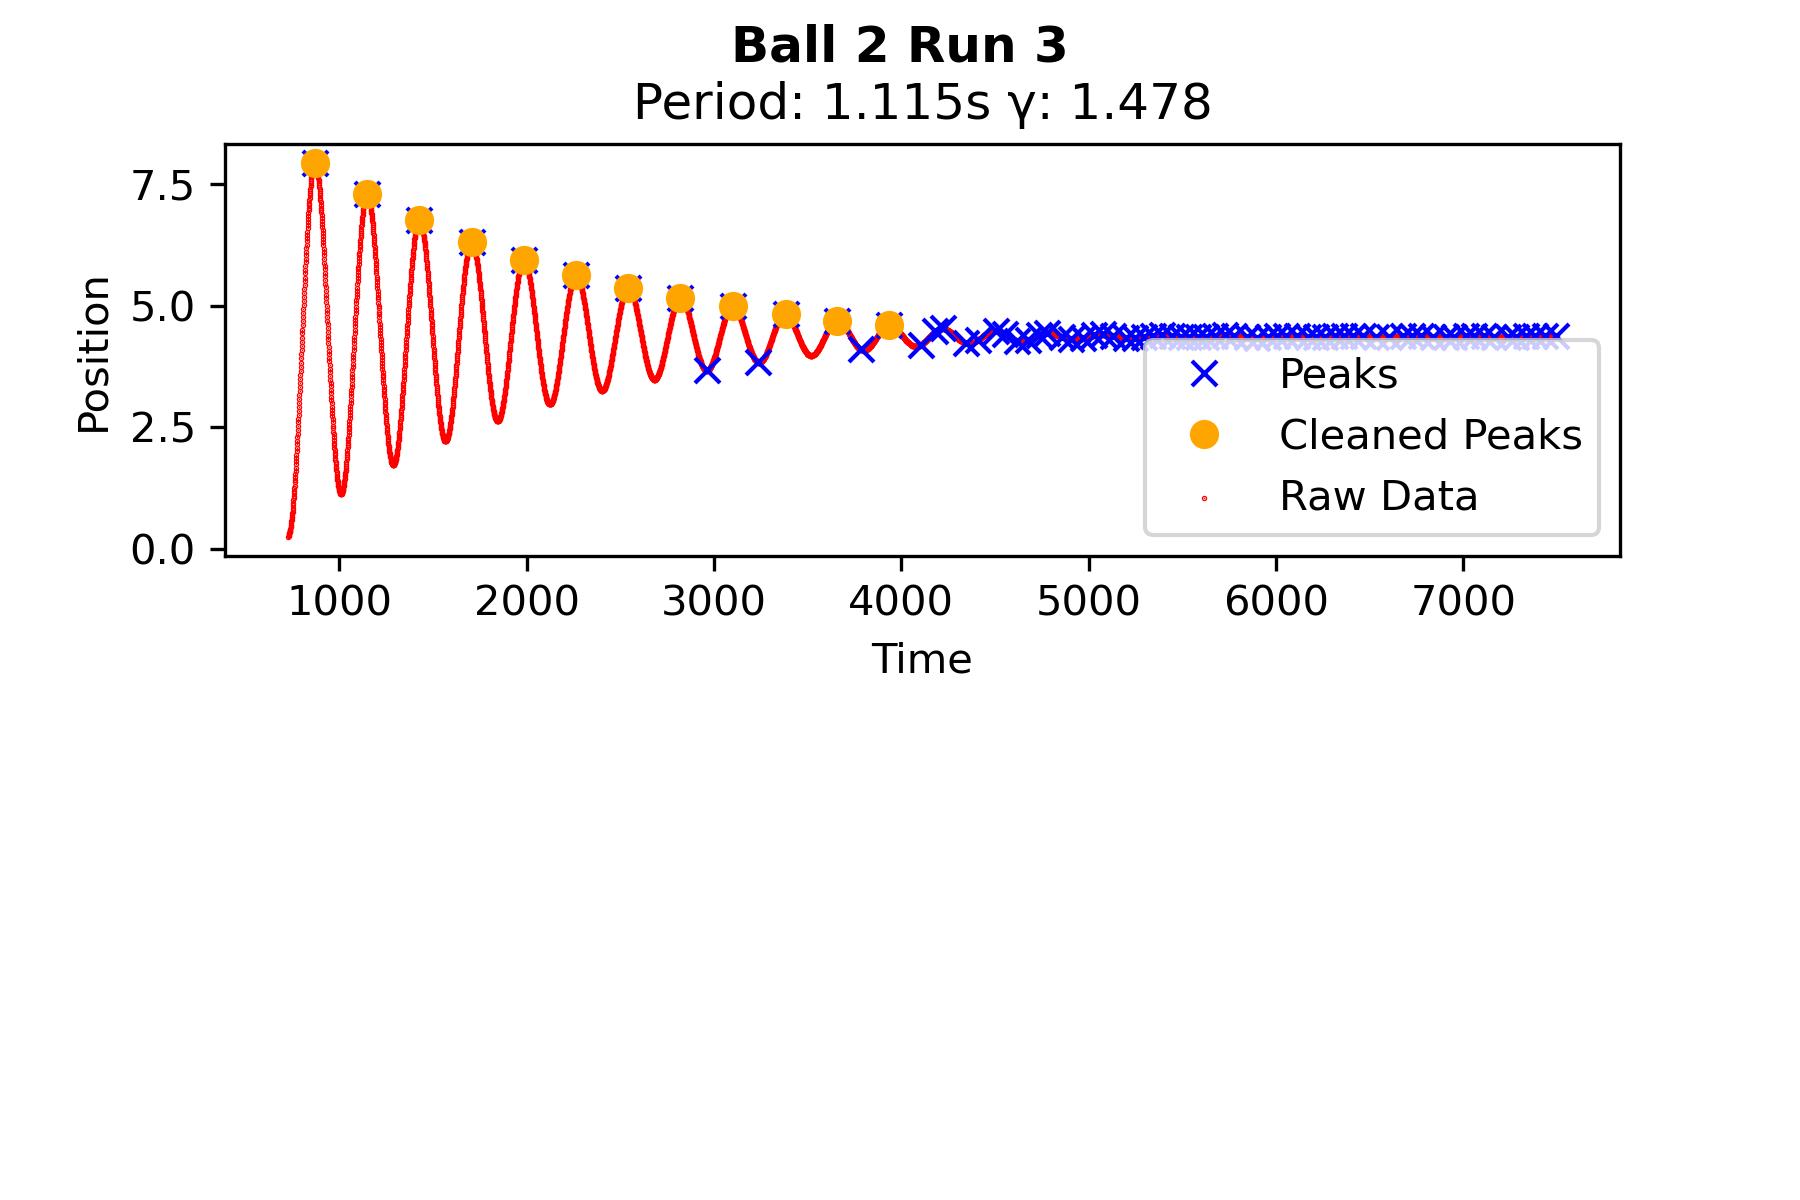 Ball 2 Run 3
Period: 1.115s γ: 1.478
Position
7.5
5.0
2.5
0.0
1000 2000 3000 4000 5000 6000 7000
Time
Peaks
Cleaned Peaks
Raw Data